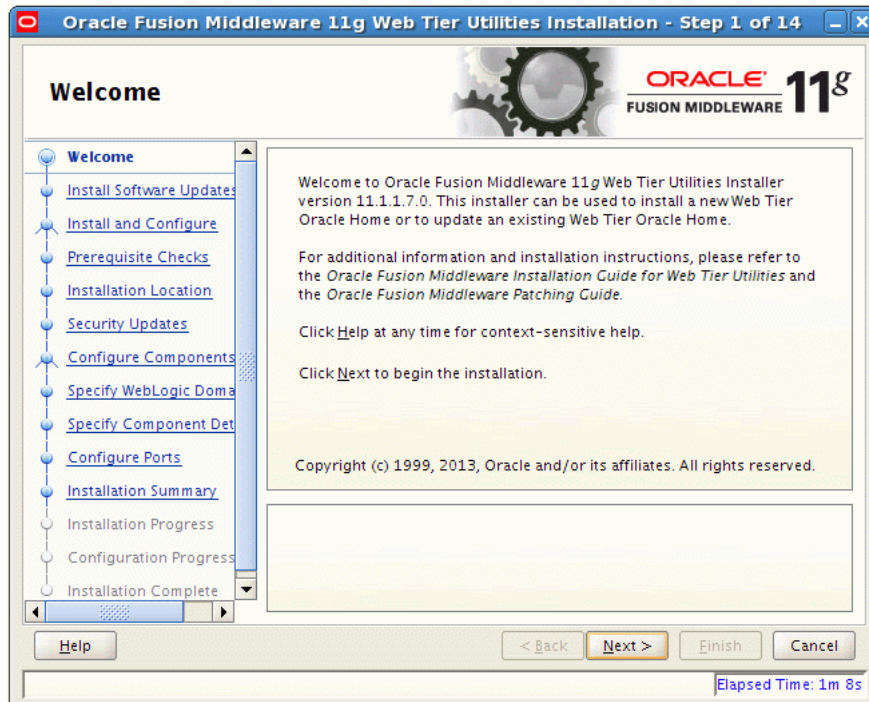 Oracle Fusion Middleware 11g Web Tier Utilities Installation - Step 1 of 14
Welcome
ORACLE
FUSION MIDDLEWARE 11g
Welcome
Install Software Updates
Install and Configure
Prerequisite Checks
Installation Location
Security Updates
Configure Components
Specify WebLogic Doma
Specify Component Det
Configure Ports
Installation Summary
Installation Progress
Configuration Progress
Installation Complete
Welcome to Oracle Fusion Middleware 11g Web Tier Utilities Installer
version 11.1.1.7.0. This installer can be used to install a new Web Tier
Oracle Home or to update an existing Web Tier Oracle Home.
For additional information and installation instructions, please refer to
the Oracle Fusion Middleware Installation Guide for Web Tier Utilities and
the Oracle Fusion Middleware Patching Guide.
Click Help at any time for context-sensitive help.
Click Next to begin the installation.
Copyright (c) 1999, 2013, Oracle and/or its affiliates. All rights reserved.
Help
< Back
Next >
Finish
Cancel
Elapsed Time: 1m 8s